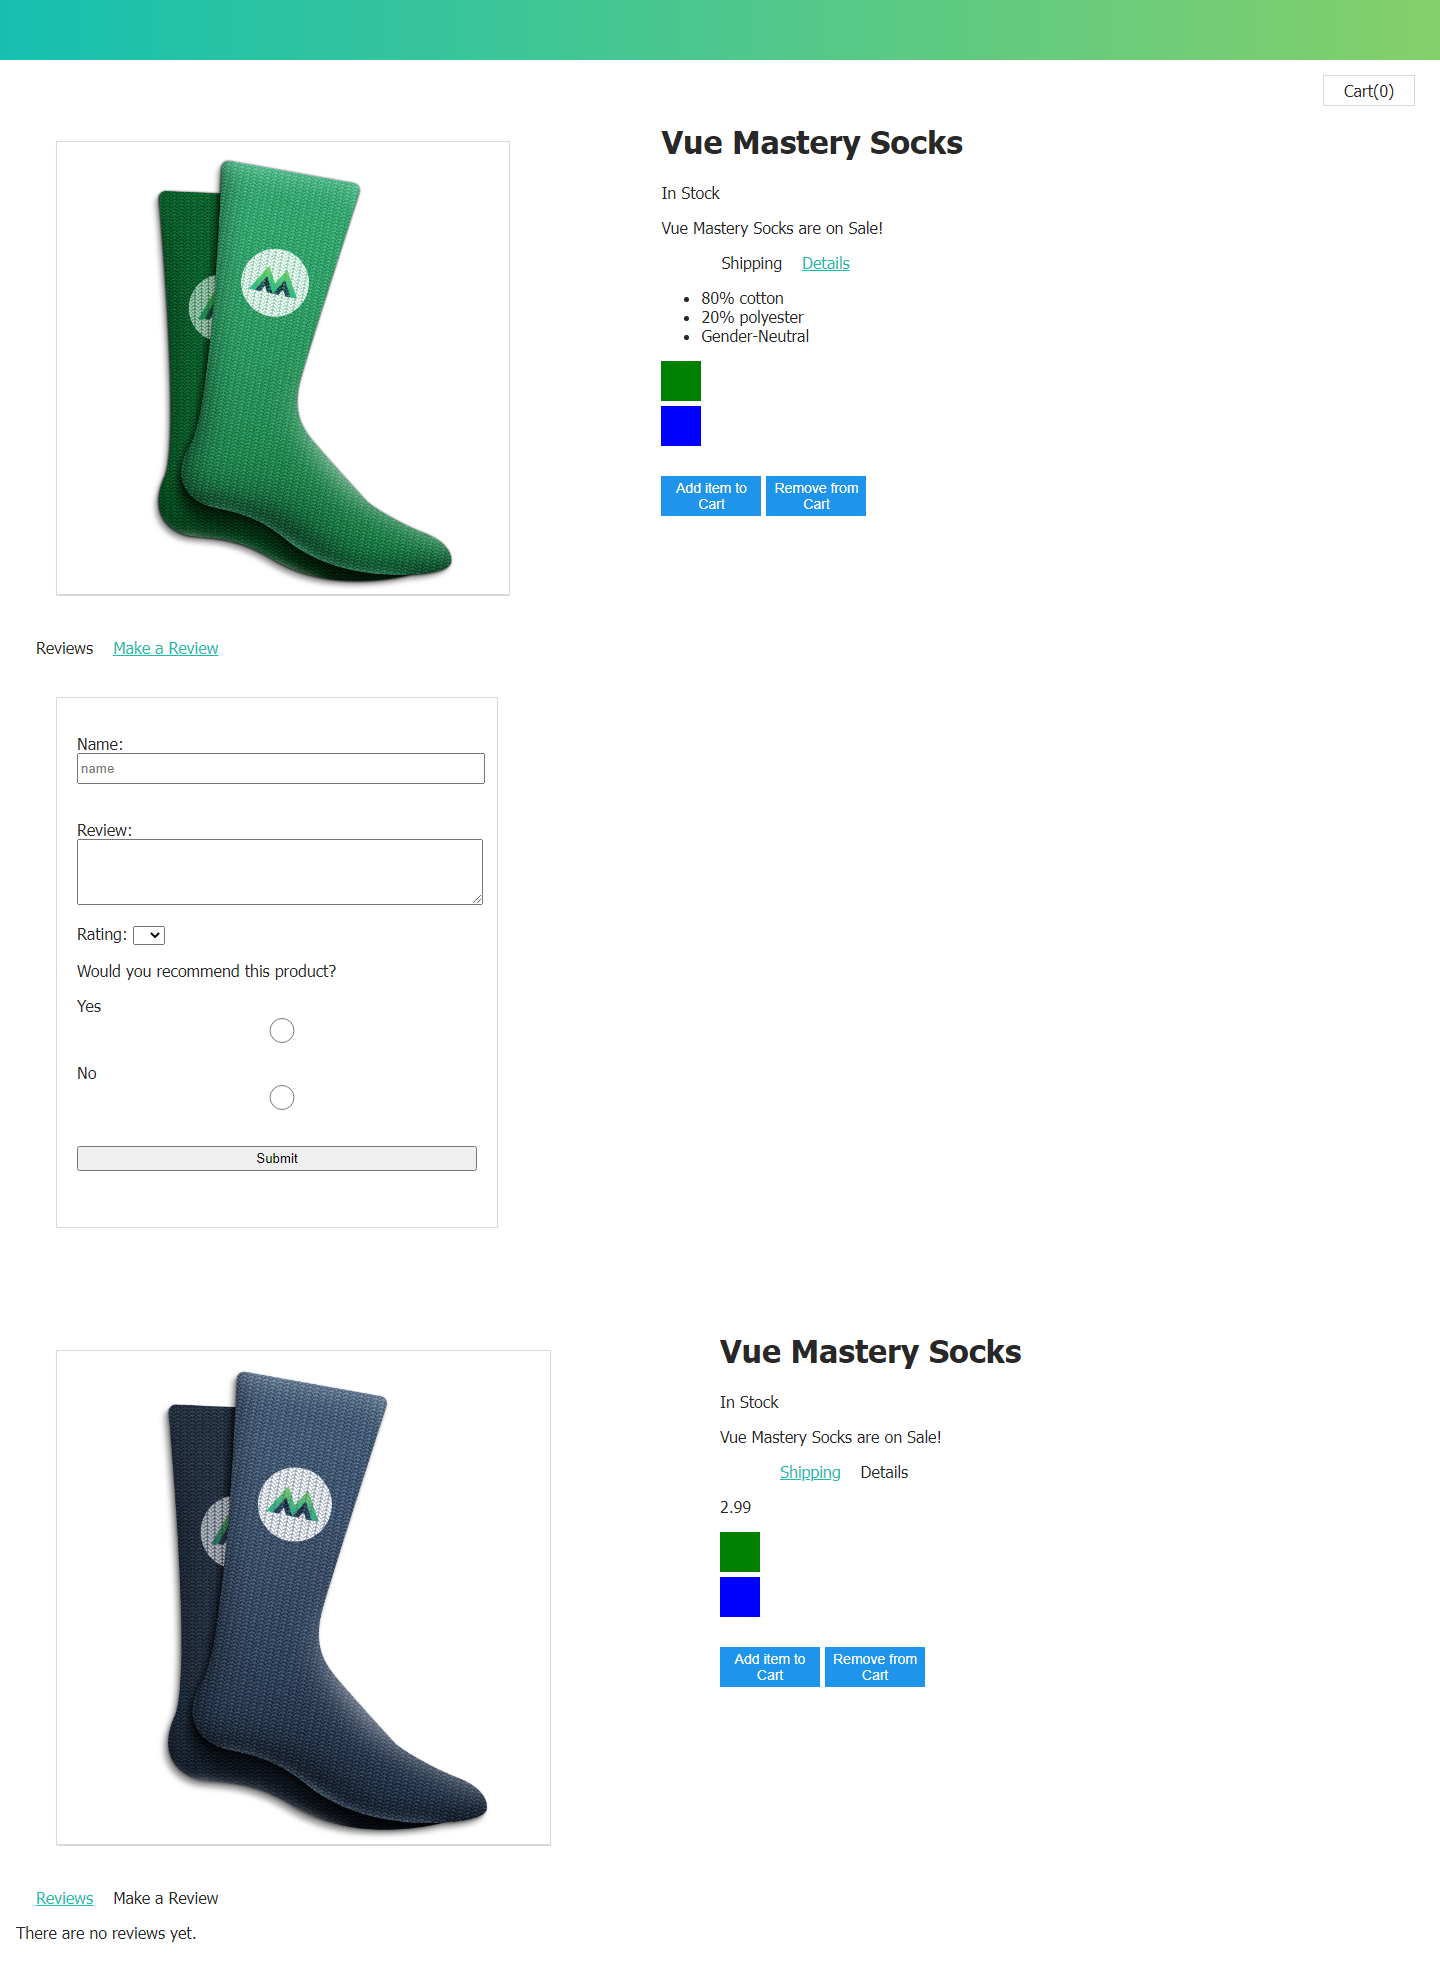 Cart(0)
Vue Mastery Socks
In Stock
Vue Mastery Socks are on Sale!
Shipping Details
80% cotton
20% polyester
Gender-Neutral
Add item to
Cart
Remove from
Cart
Reviews Make a Review
Name:
name
Review:
Rating:
Would you recommend this product?
Yes
No
Submit
Vue Mastery Socks
In Stock
Vue Mastery Socks are on Sale!
Shipping Details
2.99
Add item to
Cart
Remove from
Cart
Reviews Make a Review
There are no reviews yet.